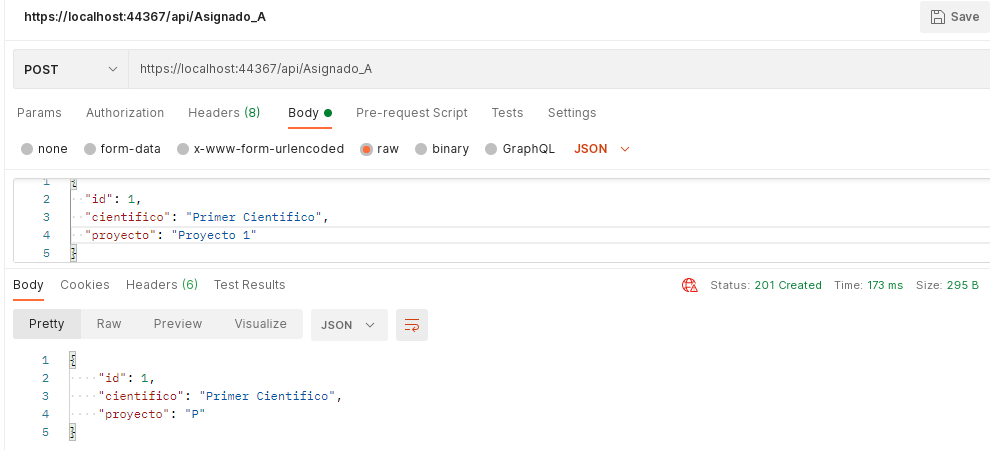 https://localhost:44367/api/Asignado_A
Save
POST https://localhost:44367/api/Asignado_A
Params Authorization Headers (8) Body Pre-request Script Tests Settings
none form-data x-www-form-urlencoded raw binary GraphQL JSON
1 {
2 "id": 1,
3 "cientifico": "Primer Cientifico",
4 "proyecto": "Proyecto 1"
5 }
Body Cookies Headers (6) Test Results Status: 201 Created Time: 173 ms Size: 295 B
Pretty Raw Preview Visualize JSON
1 {
2 "id": 1,
3 "cientifico": "Primer Cientifico",
4 "proyecto": "P"
5 }